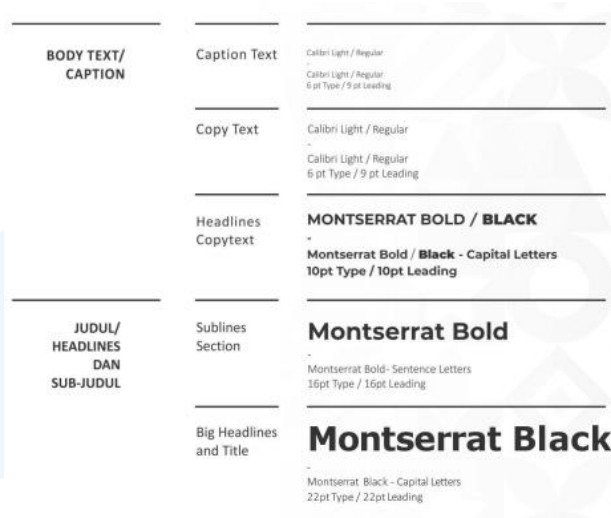 BODY TEXT/
CAPTION
Caption Text
Calibri Light / Regular
-
Calibri Light / Regular
6 pt Type / 9 pt Leading
Copy Text
Calibri Light / Regular
-
Calibri Light / Regular
6 pt Type / 9 pt Leading
Headlines
Copytext
MONTSERRAT BOLD / BLACK
-
Montserrat Bold / Black - Capital Letters
10pt Type / 10pt Leading
JUDUL/
HEADLINES
DAN
SUB-JUDUL
Sublines
Section
Montserrat Bold
-
Montserrat Bold- Sentence Letters
16pt Type / 16pt Leading
Big Headlines
and Title
Montserrat Black
-
Montserrat Black - Capital Letters
22pt Type / 22pt Leading